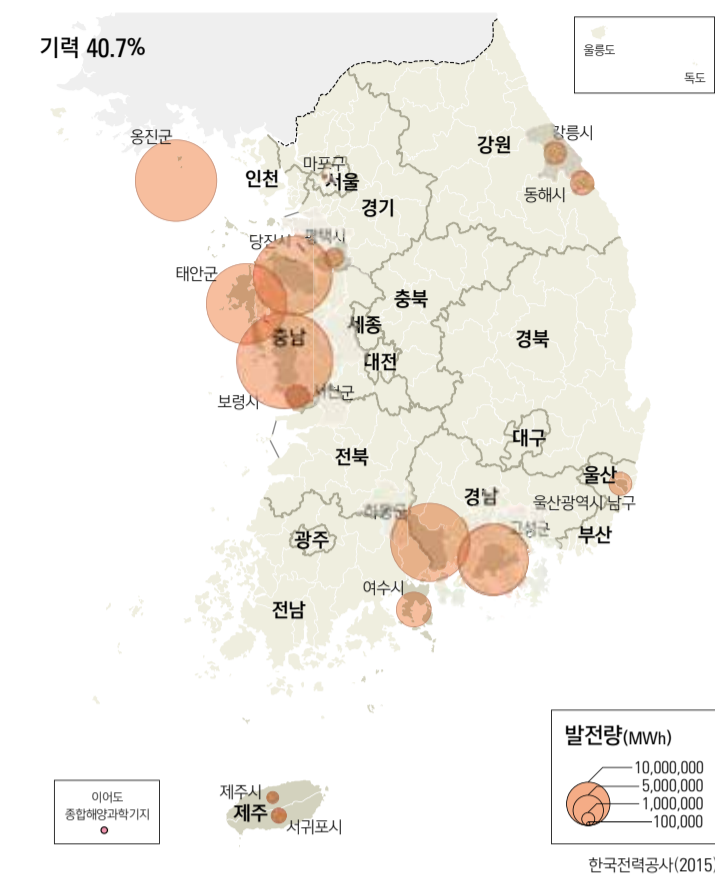 기력 40.7%
울릉도
독도
옹진군
강릉시
강원
마포구
인천
서울
동해시
경기
당진시
평택시
태안군
충북
세종
충남
경북
대전
서천군
보령시
대구
전북
울산
경남
울산광역시 남구
하동군
고성군
부산
광주
여수시
전남
발전량(MWh)
10,000,000
5,000,000
1,000,000
100,000
제주시
이어도
종합해양과학기지
제주
서귀포시
한국전력공사(2015)